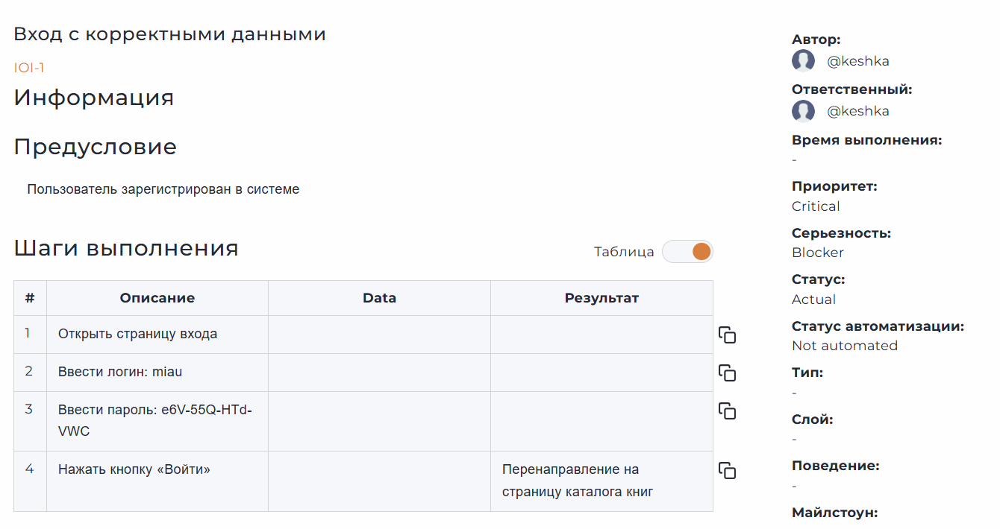 Вход с корректными данными
IOI-1
Информация
Предусловие
Пользователь зарегистрирован в системе
Шаги выполнения
Таблица
# Описание Data Результат
1 Открыть страницу входа
2 Ввести логин: miau
3 Ввести пароль: e6V-55Q-HTd-
VWC
4 Нажать кнопку «Войти» Перенаправление на
страницу каталога книг
Автор:
@keshka
Ответственный:
@keshka
Время выполнения:
-
Приоритет:
Critical
Серьезность:
Blocker
Статус:
Actual
Статус автоматизации:
Not automated
Тип:
-
Слой:
-
Поведение:
-
Майлстоун: